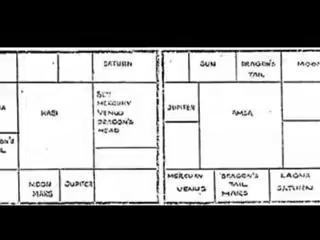 SATURN
SUN
MERCURY
VENUS
DRAGON'S
HEAD
RASI
MOON
MARS
JUPITER
SUN
DRAGON'S
TAIL
MOON
JUPITER
AMSA
MERCURY
VENUS
DRAGON'S
TAIL
MARS
LAGNA
SATURN